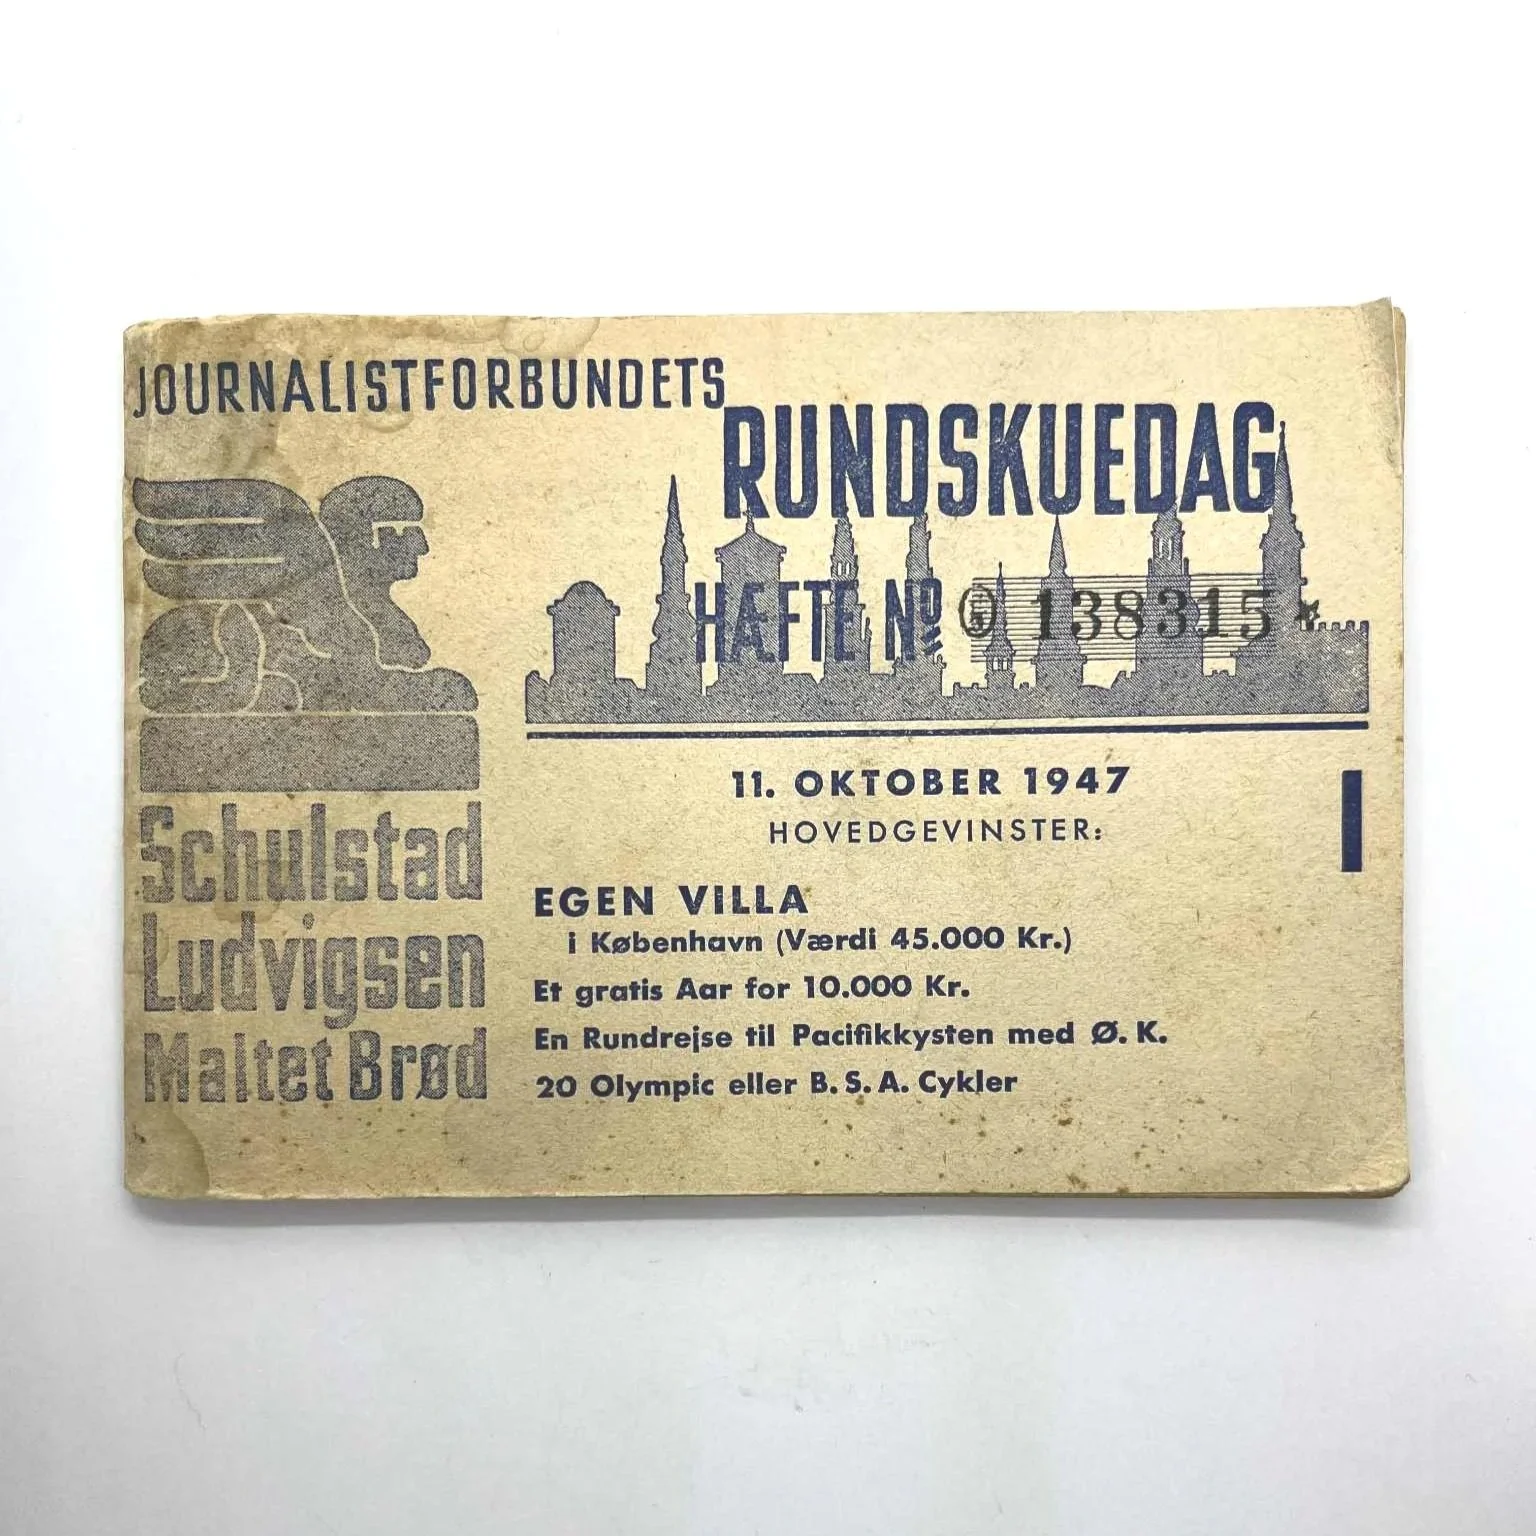 JOURNALISTFORBUNDETS
RUNDSKUEDAG
HÆFTE Nº 138315 *
11. OKTOBER 1947
HOVEDGEVINSTER:
EGEN VILLA
i København (Værdi 45.000 Kr.)
Et gratis Aar for 10.000 Kr.
En Rundrejse til Pacifikkysten med Ø. K.
20 Olympic eller B. S. A. Cykler
Schulstad
Ludvigsen
Maltet Brød